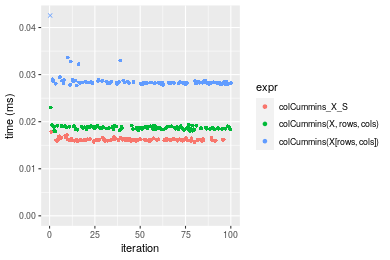 0.04
0.03
0.02
0.01
0.00
time (ms)
0
25
50
75
100
iteration
expr
colCummins_X_S
colCummins(X, rows, cols)
colCummins(X[rows, cols])